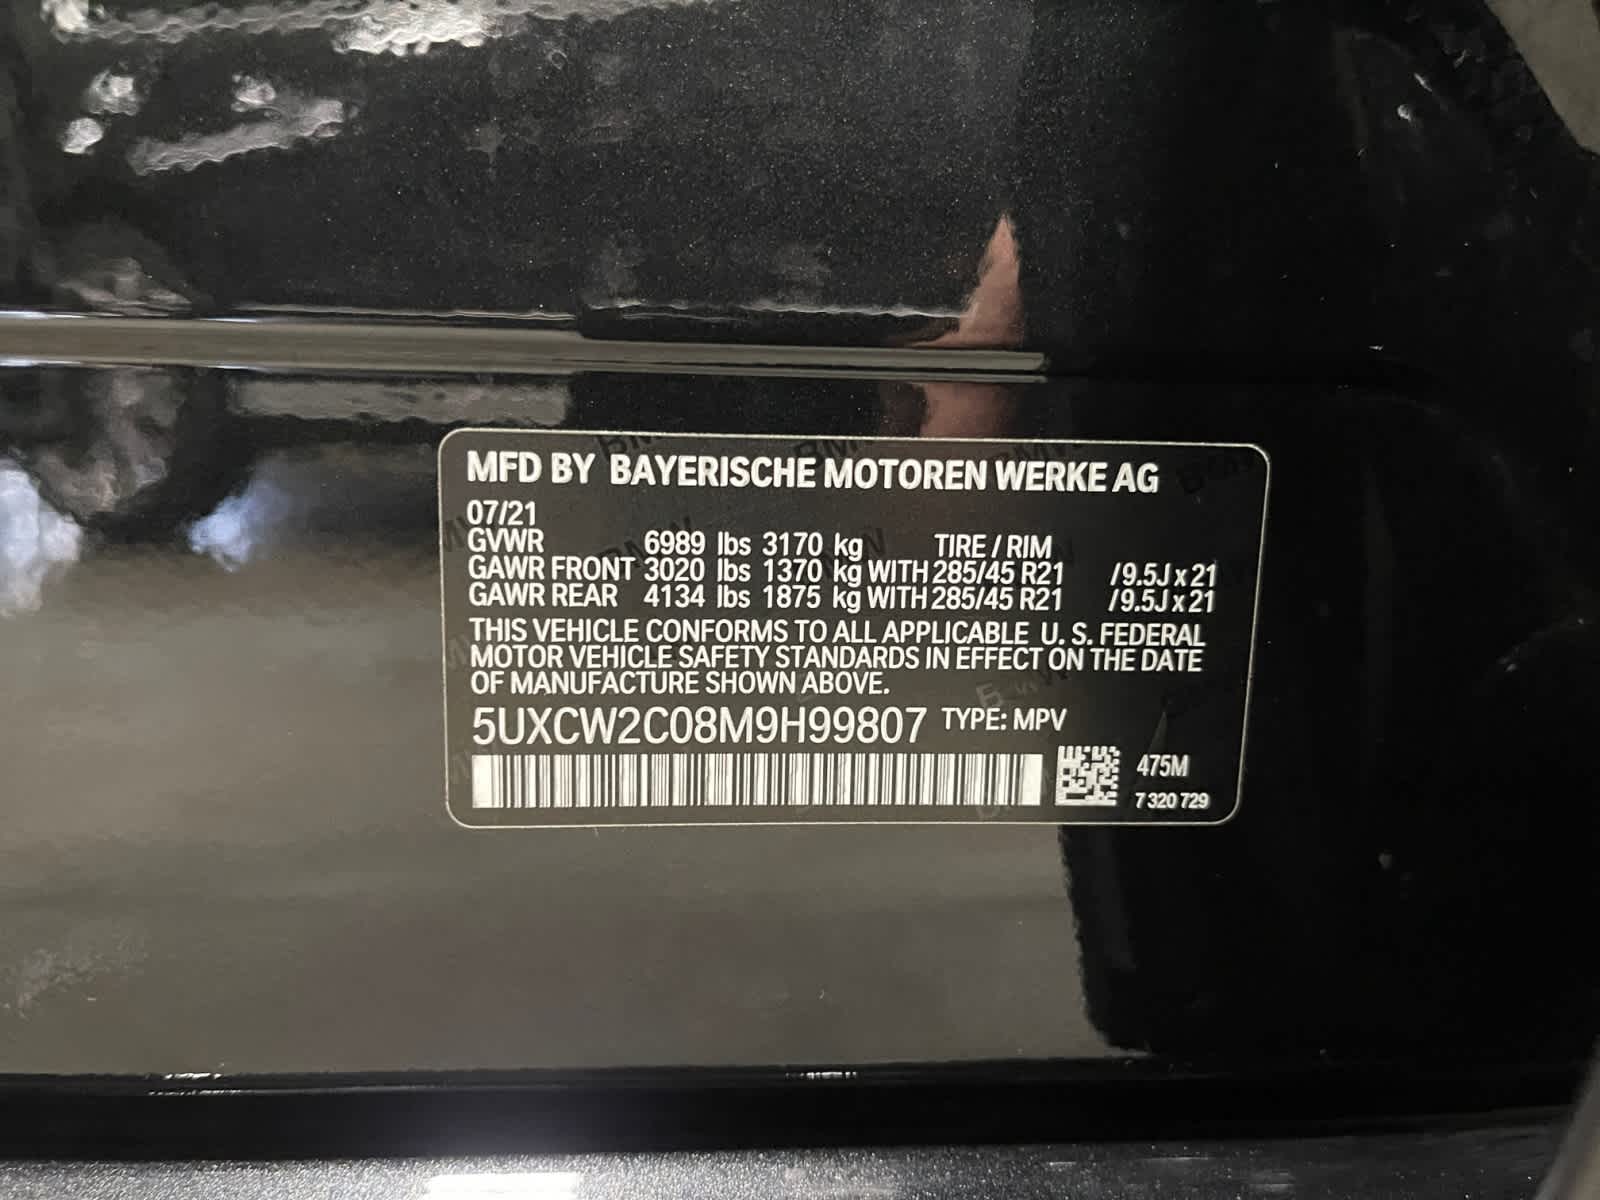 MFD BY BAYERISCHE MOTOREN WERKE AG
07/21
GVWR 6989 lbs 3170 kg TIRE / RIM
GAWR FRONT 3020 lbs 1370 kg WITH 285/45 R21 /9.5J x 21
GAWR REAR 4134 lbs 1875 kg WITH 285/45 R21 /9.5J x 21
THIS VEHICLE CONFORMS TO ALL APPLICABLE U. S. FEDERAL
MOTOR VEHICLE SAFETY STANDARDS IN EFFECT ON THE DATE
OF MANUFACTURE SHOWN ABOVE.
5UXCW2C08M9H99807 TYPE: MPV
475M
7 320 729